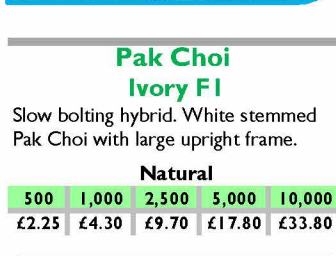 Pak Choi
Ivory F1
Slow bolting hybrid. White stemmed
Pak Choi with large upright frame.
Natural
500 1,000 2,500 5,000 10,000
£2.25 £4.30 £9.70 £17.80 £33.80